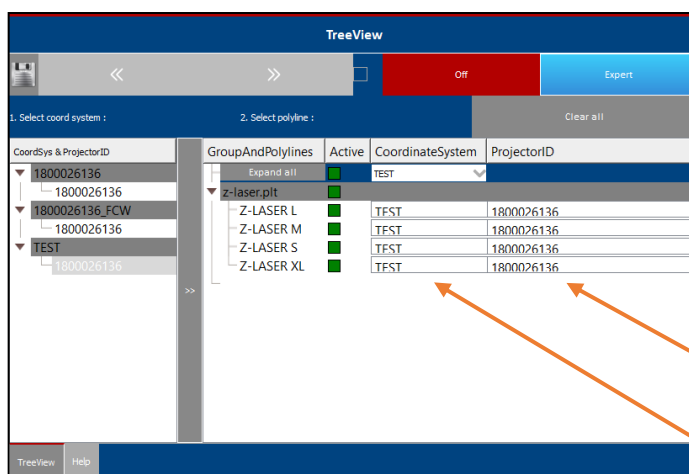 TreeView
« » Off Expert
1. Select coord system : 2. Select polyline : Clear all
CoordSys & ProjectorID GroupAndPolylines Active CoordinateSystem ProjectorID
1800026136 Expand all TEST
1800026136 z-laser.plt
1800026136_FCW Z-LASER L TEST 1800026136
1800026136 Z-LASER M TEST 1800026136
TEST Z-LASER S TEST 1800026136
1800026136 Z-LASER XL TEST 1800026136
>>
TreeView Help